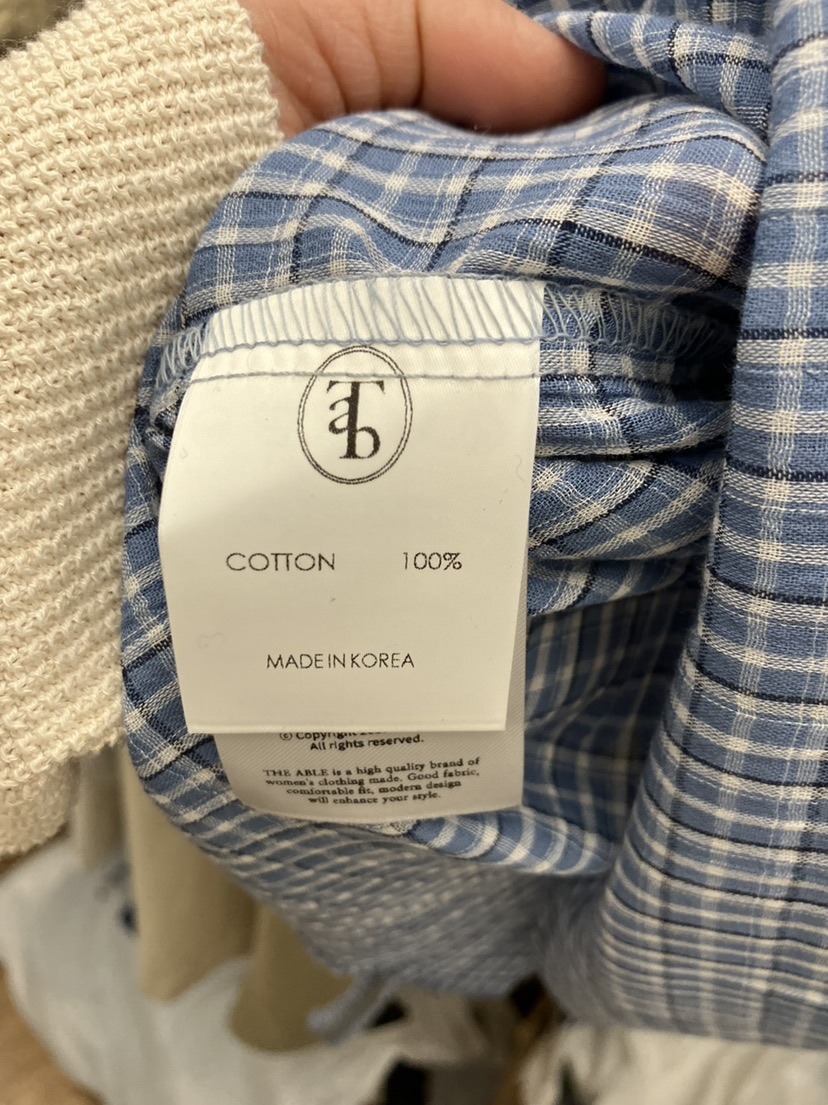 Tab
COTTON 100%
MADE IN KOREA
© Copyright
All rights reserved.
THE ABLE is a high quality brand of
women's clothing made. Good fabric,
comfortable fit, modern design
will enhance your style.